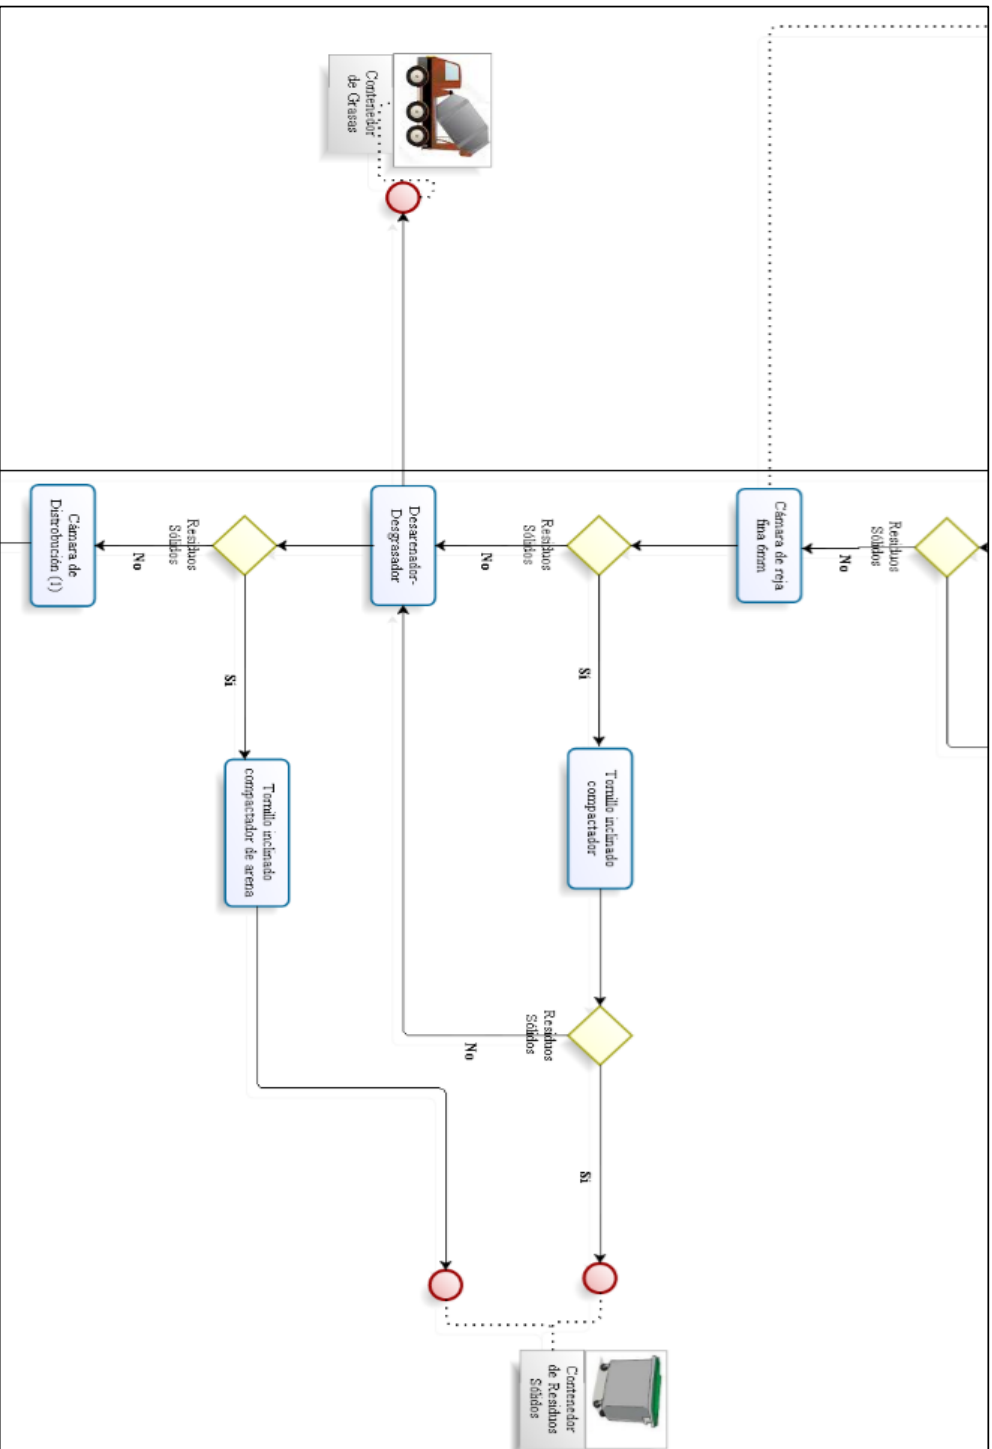 Residuos
Sólidos
No
Cámara de reja
fina 6mm
Residuos
Sólidos
Si
No
Tornillo inclinado
compactador
Residuos
Sólidos
Si
No
Contenedor
de Residuos
Sólidos
Desarenador-
Desgrasador
Contenedor
de Grasas
Residuos
Sólidos
Si
No
Tornillo inclinado
compactador de arena
Cámara de
Distrobución (1)